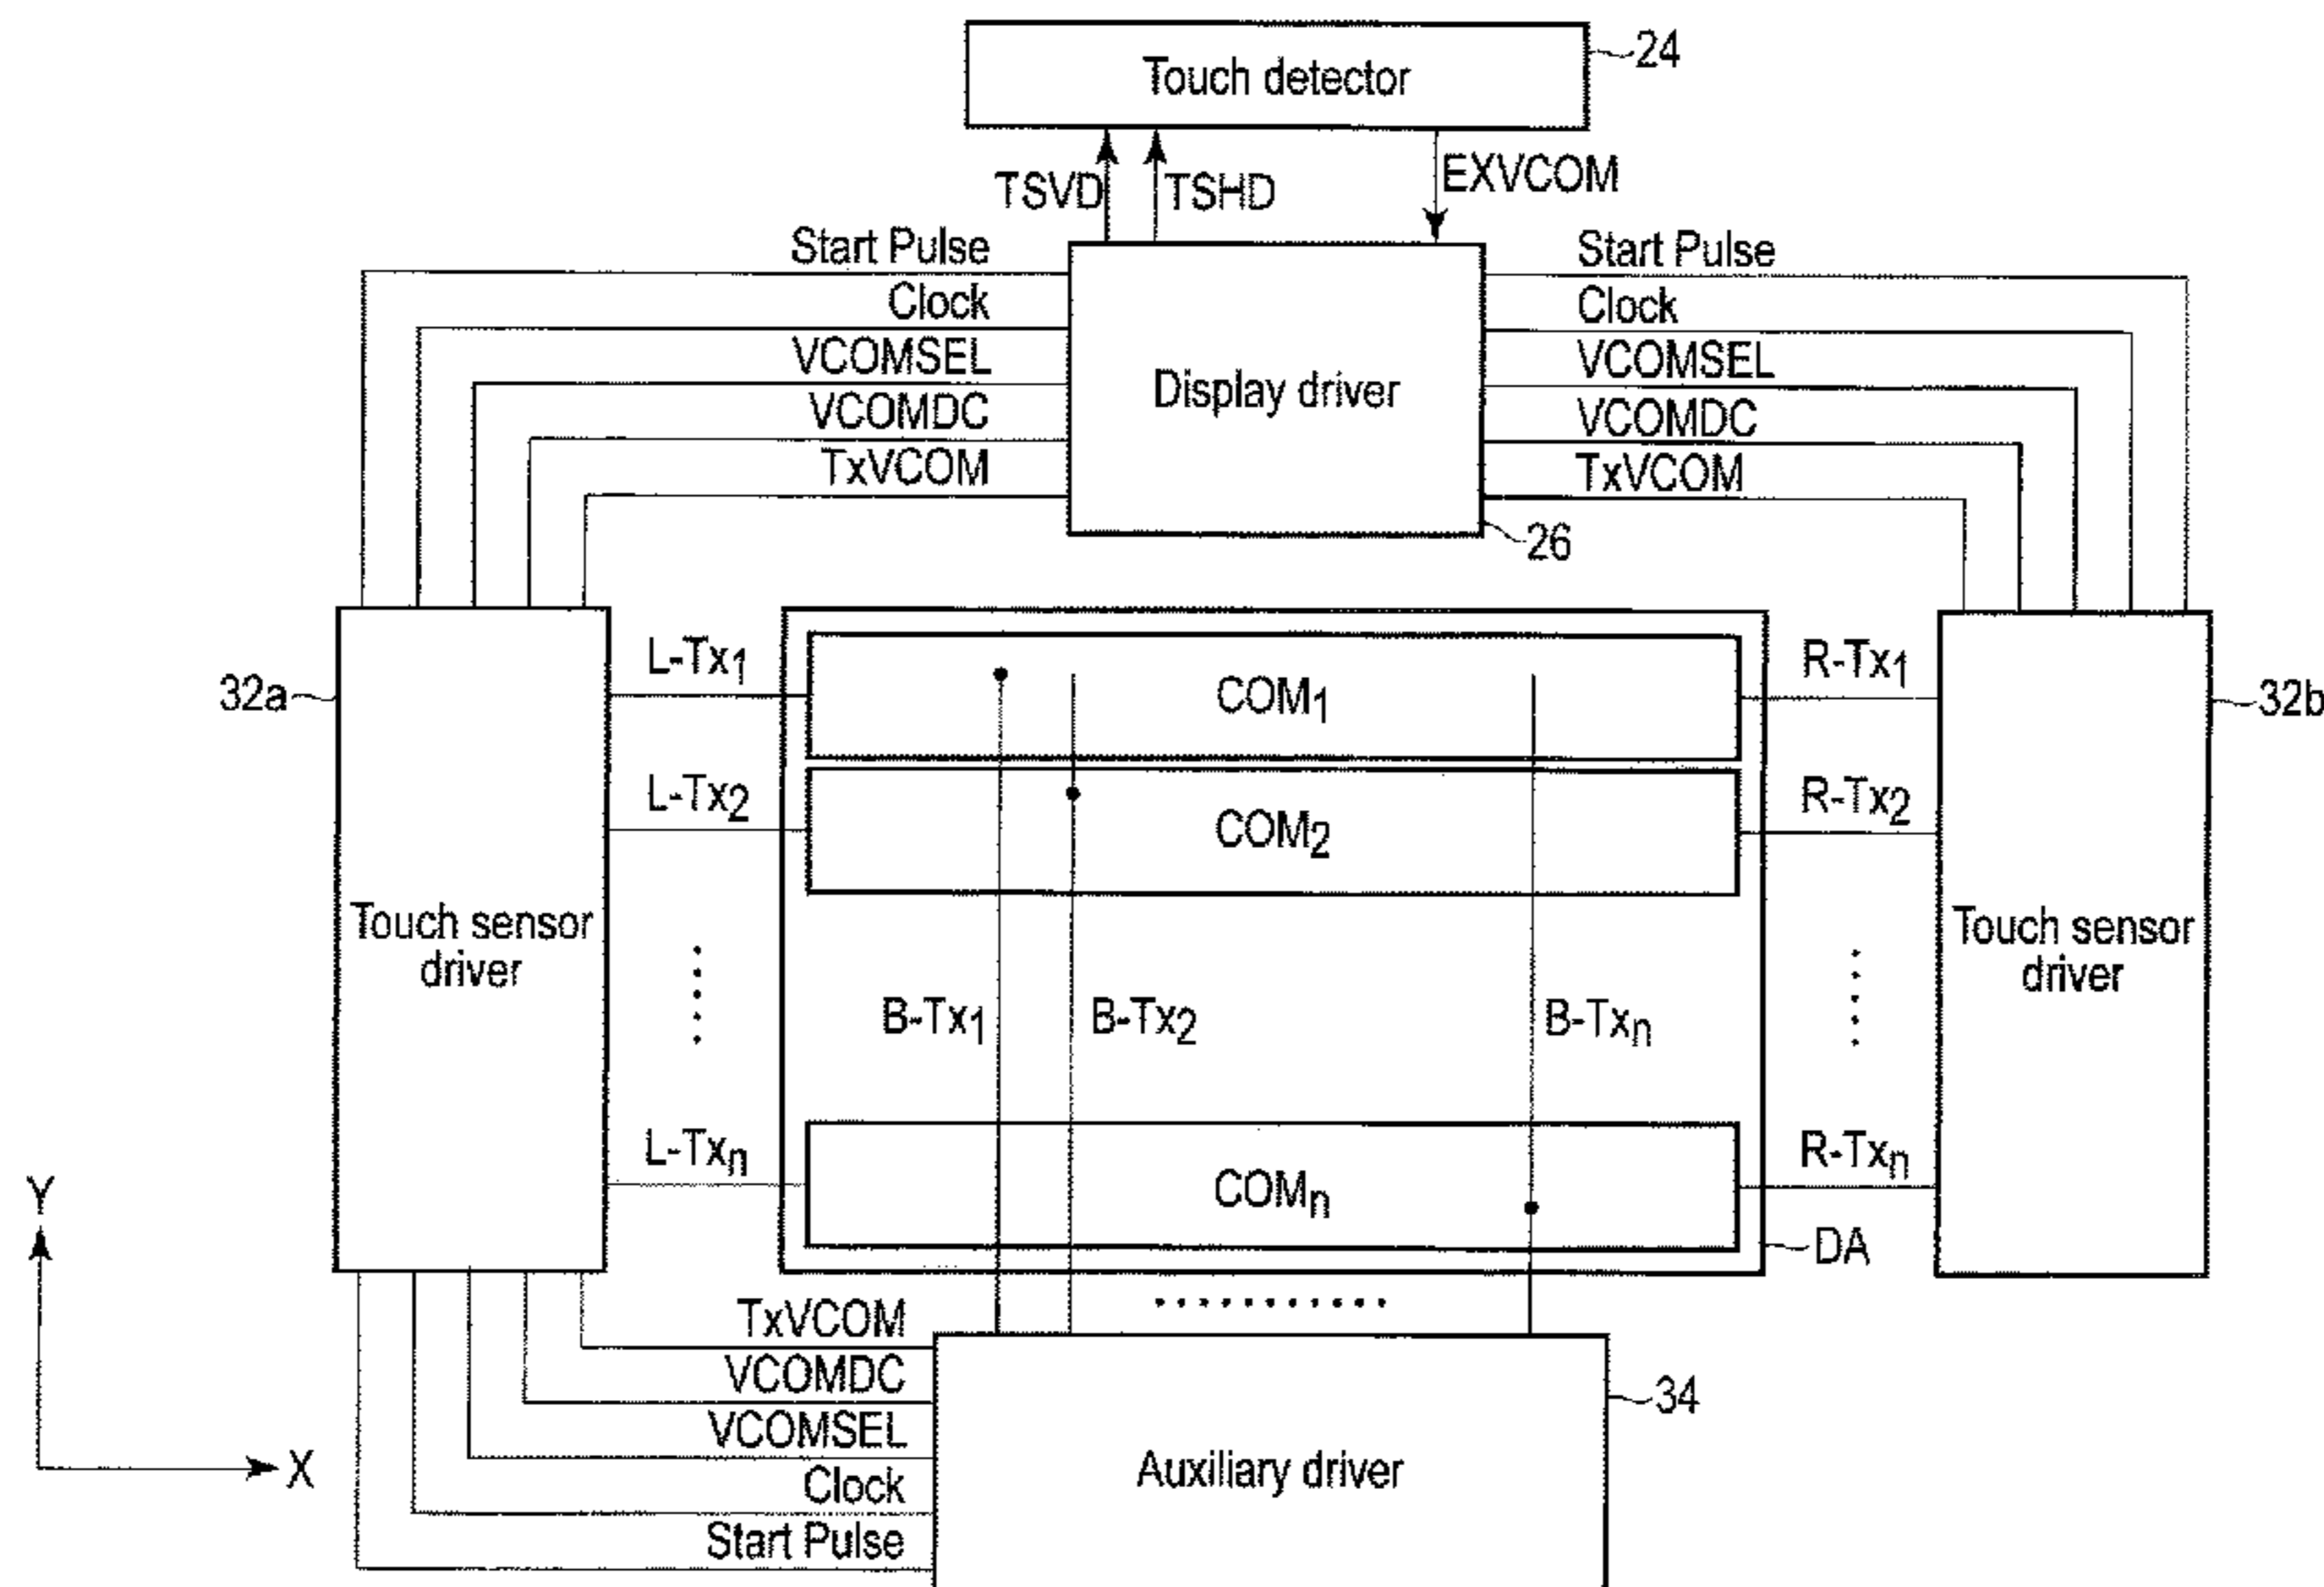 Touch detector
24
TSVD
TSHD
EXVCOM
Start Pulse
Clock
VCOMSEL
VCOMDC
TxVCOM
Display driver
26
Start Pulse
Clock
VCOMSEL
VCOMDC
TxVCOM
32a
Touch sensor
driver
L-Tx1
L-Tx2
L-Txn
COM1
COM2
COMn
B-Tx1
B-Tx2
B-Txn
R-Tx1
R-Tx2
R-Txn
32b
Touch sensor
driver
DA
Y
X
TxVCOM
VCOMDC
VCOMSEL
Clock
Start Pulse
Auxiliary driver
34